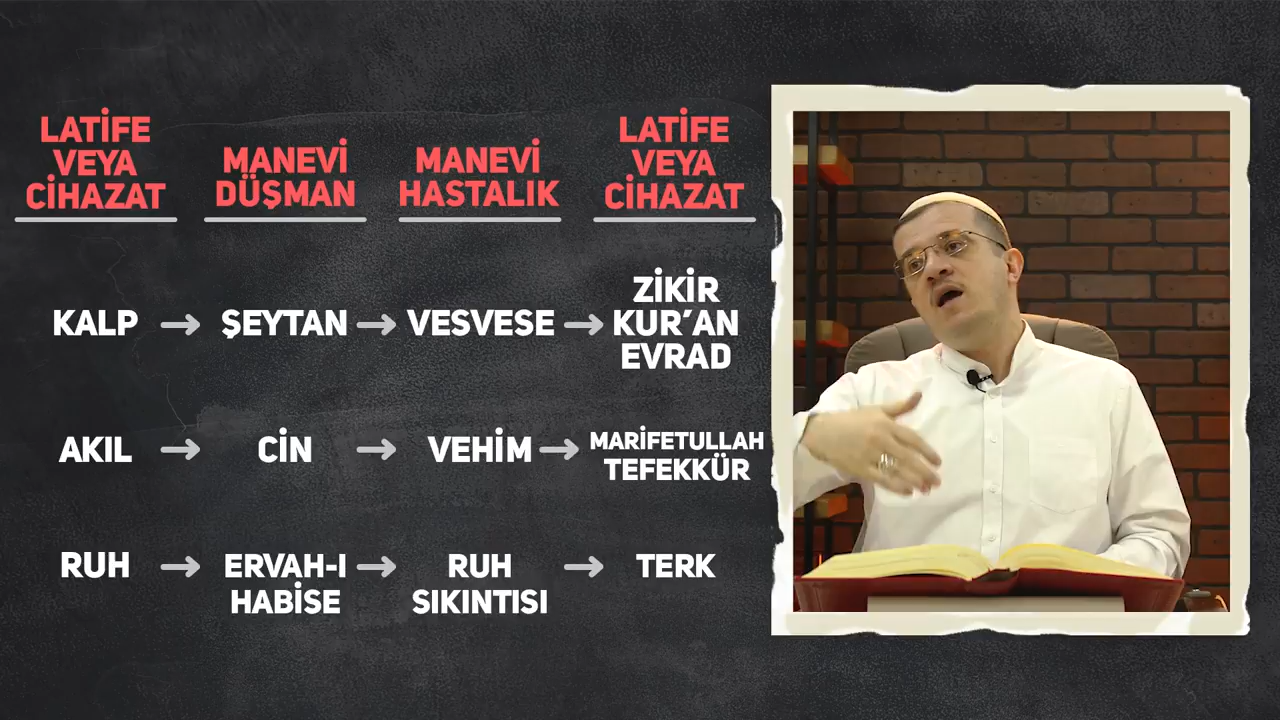 LATİFE
VEYA
CİHAZAT
MANEVİ
DÜŞMAN
MANEVİ
HASTALIK
LATİFE
VEYA
CİHAZAT
KALP → ŞEYTAN → VESVESE → ZİKİR
KUR’AN
EVRAD
AKIL → CİN → VEHİM → MARİFETULLAH
TEFEKKÜR
RUH → ERVAH-I
HABİSE → RUH
SIKINTISI → TERK